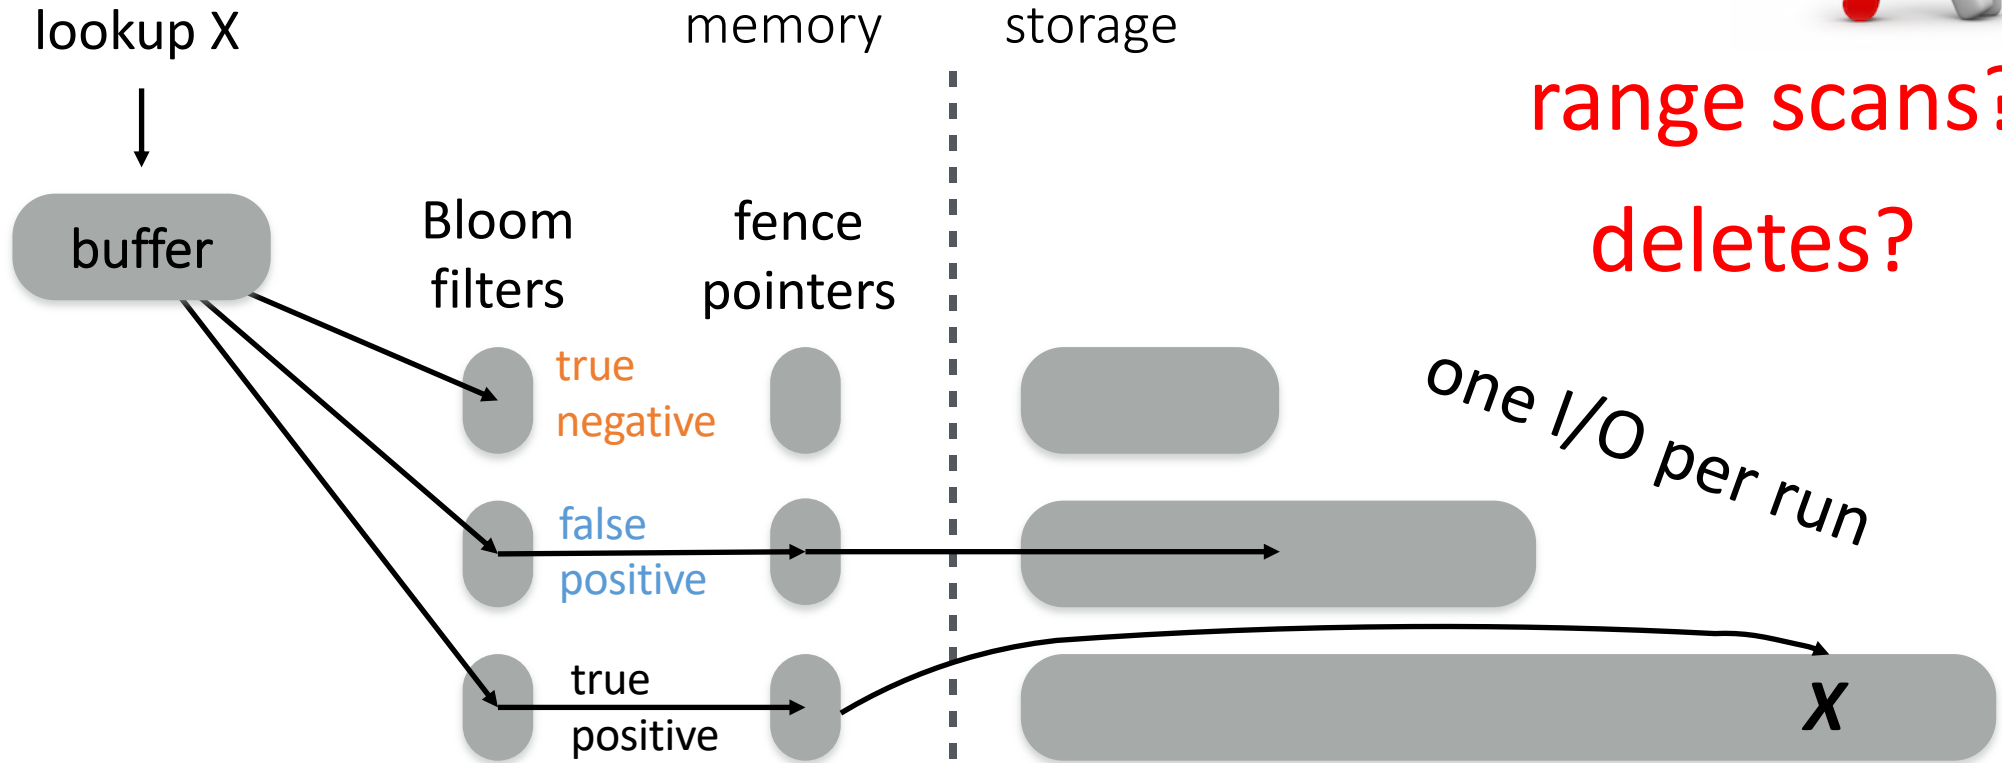 lookup X
memory
storage
range scans?
deletes?
buffer
Bloom
filters
fence
pointers
true
negative
one I/O per run
false
positive
true
positive
X